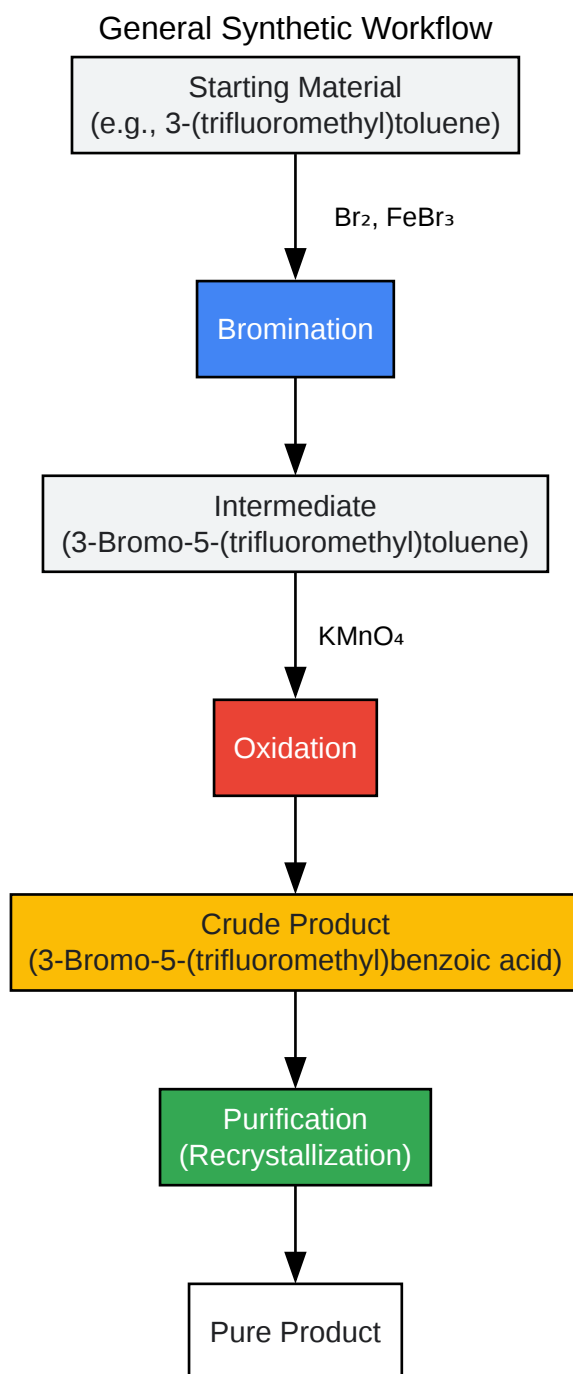 General Synthetic Workflow
Starting Material
(e.g., 3-(trifluoromethyl)toluene)
Br₂, FeBr₃
Bromination
Intermediate
(3-Bromo-5-(trifluoromethyl)toluene)
KMnO₄
Oxidation
Crude Product
(3-Bromo-5-(trifluoromethyl)benzoic acid)
Purification
(Recrystallization)
Pure Product